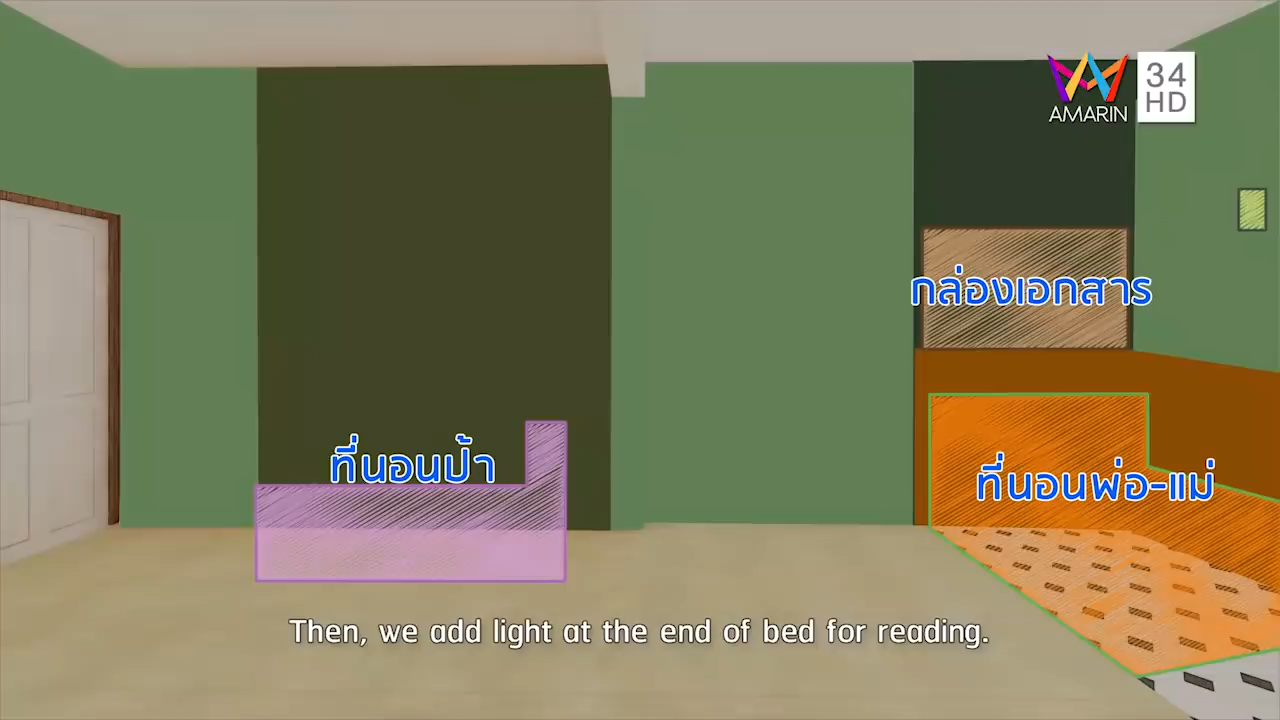 34
HD
AMARIN
กล่องเอกสาร
ที่นอนป้า
ที่นอนพ่อ-แม่
Then, we add light at the end of bed for reading.